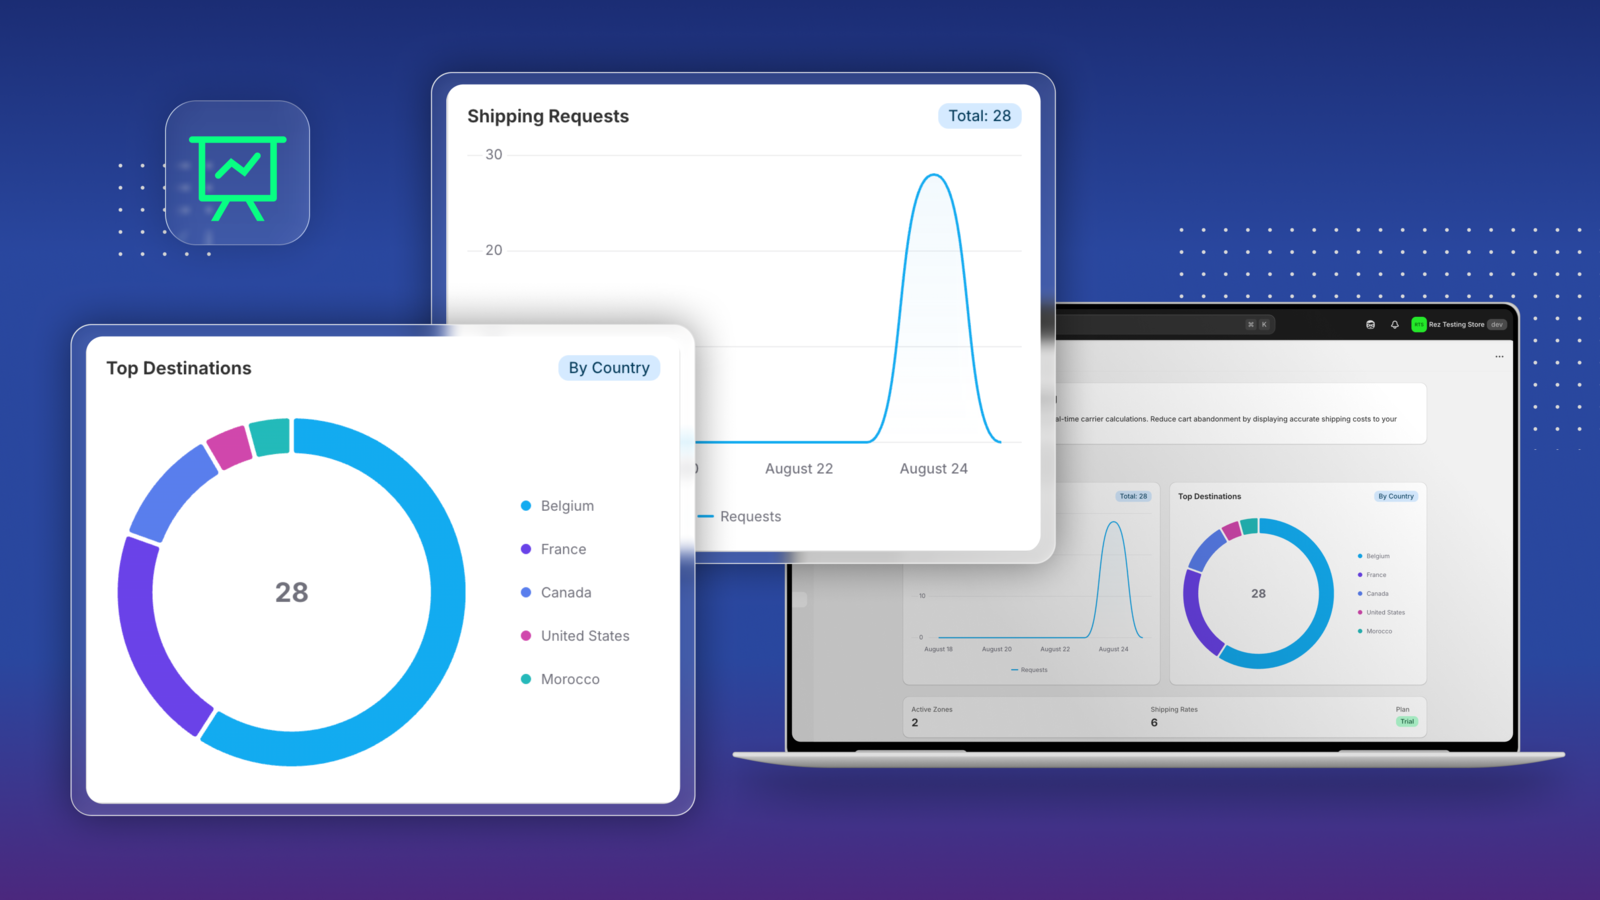 Shipping Requests
Total: 28
30
20
August 22
August 24
Requests
Top Destinations
By Country
28
Belgium
France
Canada
United States
Morocco
⌘ K
RTS
Rez Testing Store
dev
al-time carrier calculations. Reduce cart abandonment by displaying accurate shipping costs to your
Total: 28
10
0
August 18
August 20
August 22
August 24
Requests
Top Destinations
By Country
28
Belgium
France
Canada
United States
Morocco
Active Zones
2
Shipping Rates
6
Plan
Trial